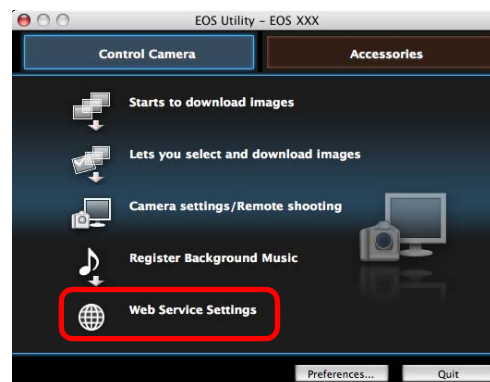 EOS Utility – EOS XXX
Control Camera
Accessories
Starts to download images
Lets you select and download images
Camera settings/Remote shooting
Register Background Music
Web Service Settings
Preferences...
Quit